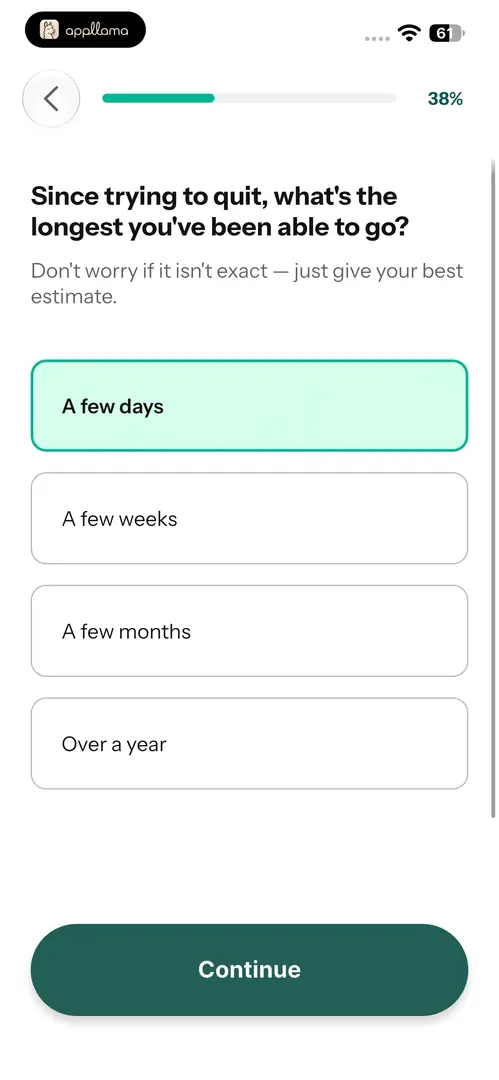 appllama
61
38%
Since trying to quit, what's the
longest you've been able to go?
Don't worry if it isn't exact — just give your best
estimate.
A few days
A few weeks
A few months
Over a year
Continue